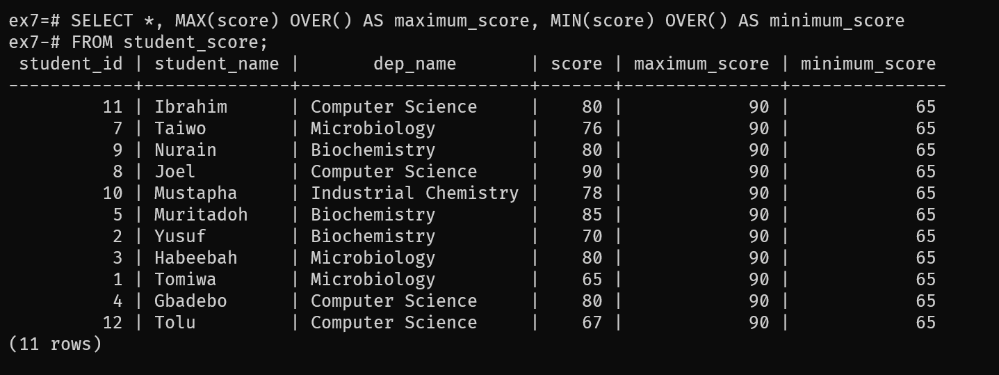 ex7=# SELECT *, MAX(score) OVER() AS maximum_score, MIN(score) OVER() AS minimum_score
ex7-# FROM student_score;
 student_id | student_name |       dep_name       | score | maximum_score | minimum_score
------------+--------------+----------------------+-------+---------------+---------------
         11 | Ibrahim      | Computer Science     |    80 |            90 |            65
          7 | Taiwo        | Microbiology         |    76 |            90 |            65
          9 | Nurain       | Biochemistry         |    80 |            90 |            65
          8 | Joel         | Computer Science     |    90 |            90 |            65
         10 | Mustapha     | Industrial Chemistry |    78 |            90 |            65
          5 | Muritadoh    | Biochemistry         |    85 |            90 |            65
          2 | Yusuf        | Biochemistry         |    70 |            90 |            65
          3 | Habeebah     | Microbiology         |    80 |            90 |            65
          1 | Tomiwa       | Microbiology         |    65 |            90 |            65
          4 | Gbadebo      | Computer Science     |    80 |            90 |            65
         12 | Tolu         | Computer Science     |    67 |            90 |            65
(11 rows)